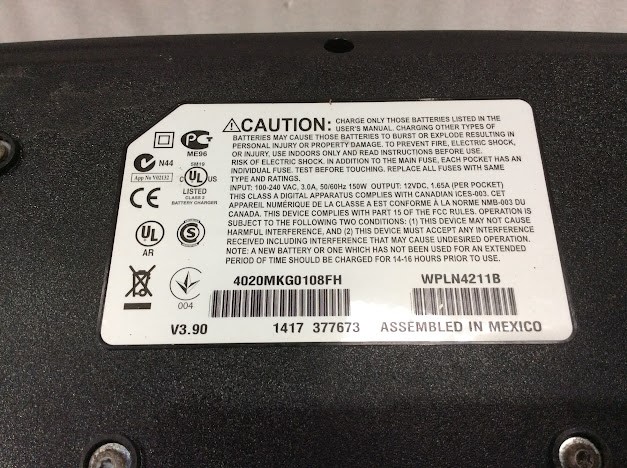 ⚠CAUTION: CHARGE ONLY THOSE BATTERIES LISTED IN THE
USER'S MANUAL. CHARGING OTHER TYPES OF
BATTERIES MAY CAUSE THOSE BATTERIES TO BURST OR EXPLODE RESULTING IN
PERSONAL INJURY OR PROPERTY DAMAGE. TO PREVENT FIRE, ELECTRIC SHOCK,
OR INJURY, USE INDOORS ONLY AND READ INSTRUCTIONS BEFORE USE.
RISK OF ELECTRIC SHOCK. IN ADDITION TO THE MAIN FUSE, EACH POCKET HAS AN
INDIVIDUAL FUSE. TEST BEFORE TOUCHING. REPLACE ALL FUSES WITH SAME
TYPE AND RATINGS.
INPUT: 100-240 VAC, 3.0A, 50/60HZ 150W OUTPUT: 12VDC, 1.65A (PER POCKET)
THIS CLASS A DIGITAL APPARATUS COMPLIES WITH CANADIAN ICES-003. CET
APPAREIL NUMÉRIQUE DE LA CLASSE A EST CONFORME À LA NORME NMB-003 DU
CANADA. THIS DEVICE COMPLIES WITH PART 15 OF THE FCC RULES. OPERATION IS
SUBJECT TO THE FOLLOWING TWO CONDITIONS: (1) THIS DEVICE MAY NOT CAUSE
HARMFUL INTERFERENCE, AND (2) THIS DEVICE MUST ACCEPT ANY INTERFERENCE
RECEIVED INCLUDING INTERFERENCE THAT MAY CAUSE UNDESIRED OPERATION.
NOTE: A NEW BATTERY OR ONE WHICH HAS NOT BEEN USED FOR AN EXTENDED
PERIOD OF TIME SHOULD BE CHARGED FOR 14-16 HOURS PRIOR TO USE.
ME96
N44
App No V02132
5M19
C UL US
LISTED
CLASS 2
BATTERY CHARGER
CE
UL
AR
S
004
4020MKG0108FH
WPLN4211B
V3.90
1417 377673
ASSEMBLED IN MEXICO